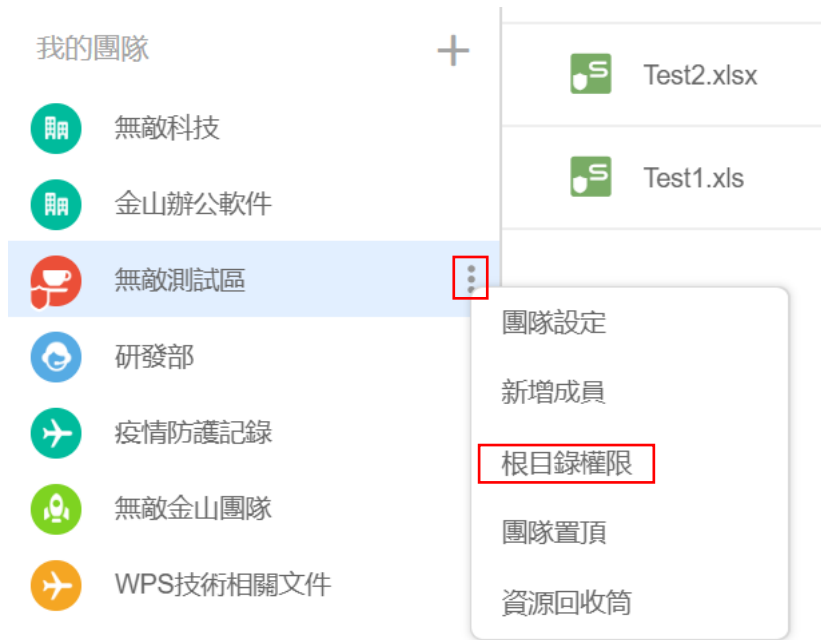 我的團隊
無敵科技
金山辦公軟件
無敵測試區
研發部
疫情防護記錄
無敵金山團隊
WPS技術相關文件
Test2.xlsx
Test1.xls
團隊設定
新增成員
根目錄權限
團隊置頂
資源回收筒